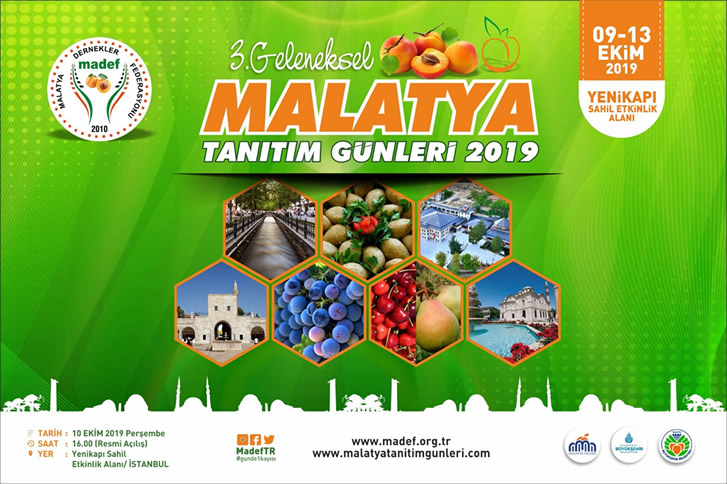 MALATYA DERNEKLER FEDERASYONU
madef
2010
3.Geleneksel
MALATYA
TANITIM GÜNLERİ 2019
09-13
EKİM
2019
YENİKAPI
SAHİL ETKİNLİK
ALANI
TARİH : 10 EKİM 2019 Perşembe
SAAT : 16.00 (Resmi Açılış)
YER : Yenikapı Sahil
Etkinlik Alanı/ İSTANBUL
MadefTR
#gunde1kayısı
www.madef.org.tr
www.malatyatanitimgunleri.com
BÜYÜKŞEHİR